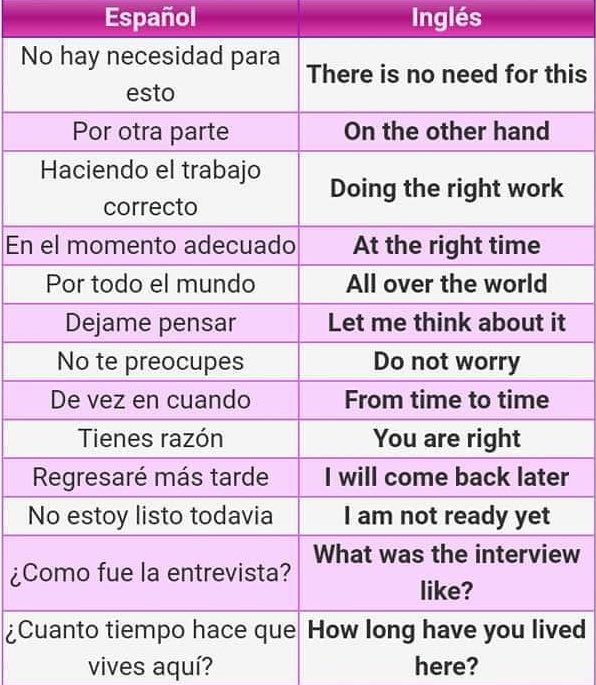 Español Inglés
No hay necesidad para
esto
There is no need for this
Por otra parte
On the other hand
Haciendo el trabajo
correcto
Doing the right work
En el momento adecuado
At the right time
Por todo el mundo
All over the world
Dejame pensar
Let me think about it
No te preocupes
Do not worry
De vez en cuando
From time to time
Tienes razón
You are right
Regresaré más tarde
I will come back later
No estoy listo todavia
I am not ready yet
¿Como fue la entrevista?
What was the interview
like?
¿Cuanto tiempo hace que
vives aquí?
How long have you lived
here?